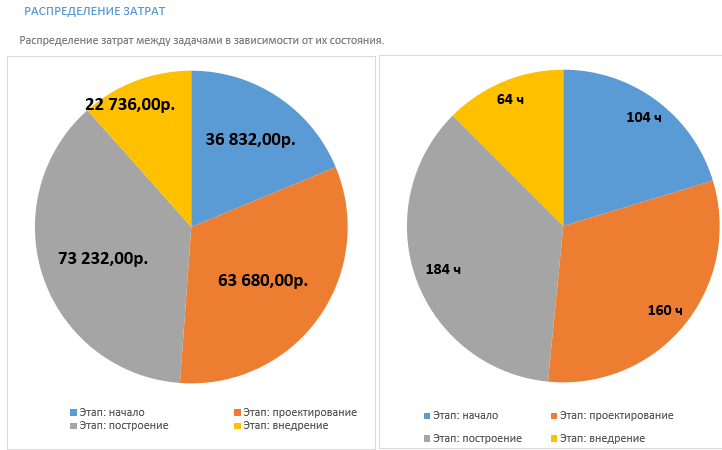 РАСПРЕДЕЛЕНИЕ ЗАТРАТ
Распределение затрат между задачами в зависимости от их состояния.
22 736,00р.
36 832,00р.
73 232,00р.
63 680,00р.
Этап: начало
Этап: проектирование
Этап: построение
Этап: внедрение
64 ч
104 ч
184 ч
160 ч
Этап: начало
Этап: проектирование
Этап: построение
Этап: внедрение